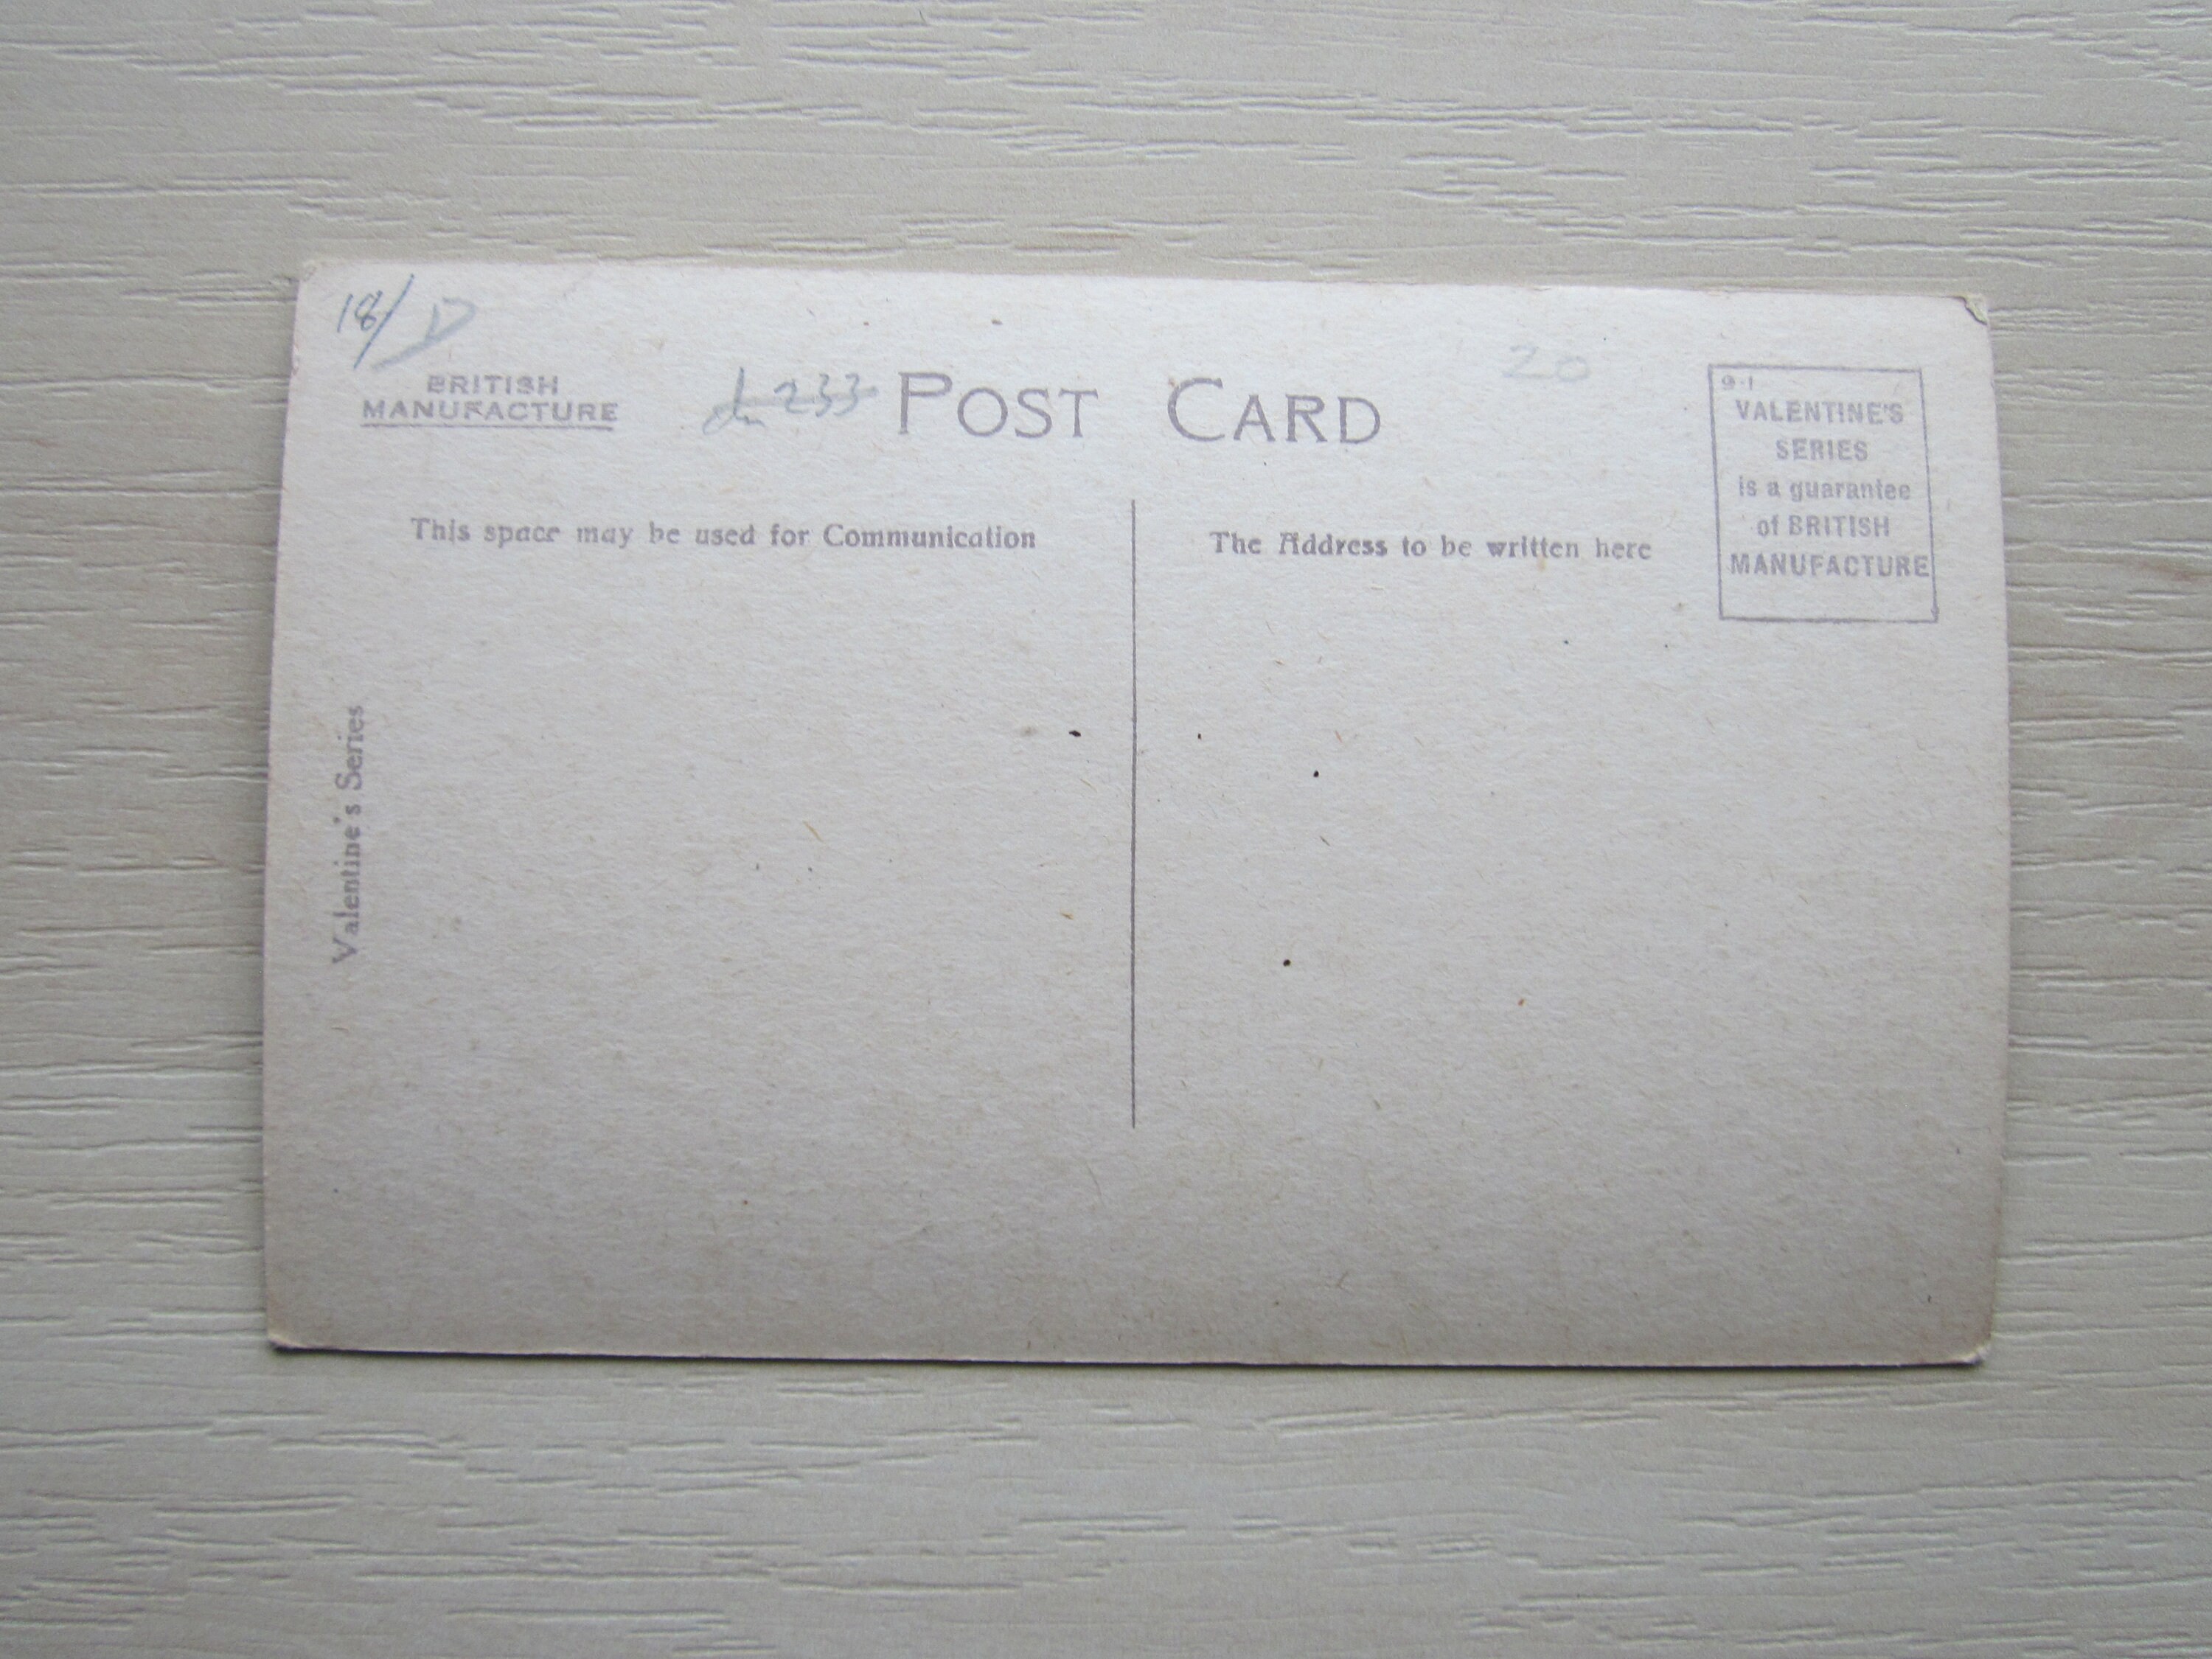 18/ D
BRITISH
MANUFACTURE
233
POST CARD
20
9-1
VALENTINE'S
SERIES
is a guarantee
of BRITISH
MANUFACTURE
This space may be used for Communication
The Address to be written here
Valentine's Series